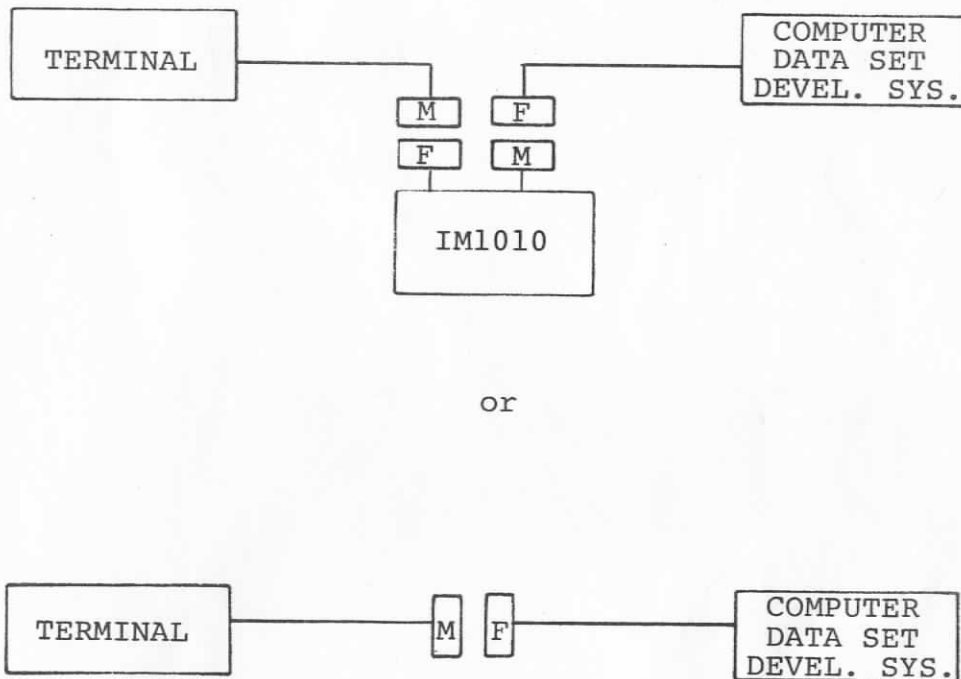 TERMINAL
COMPUTER
DATA SET
DEVEL. SYS.
M
F
F
M
IM1010
or
TERMINAL
M
F
COMPUTER
DATA SET
DEVEL. SYS.